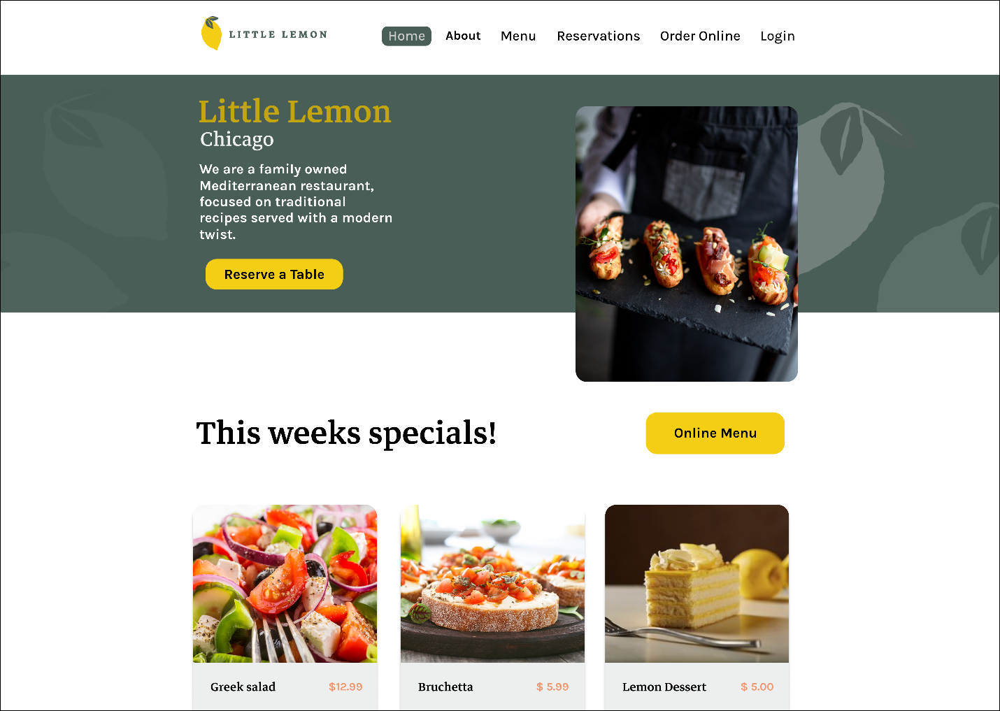 LITTLE LEMON
Home About Menu Reservations Order Online Login
Little Lemon
Chicago
We are a family owned
Mediterranean restaurant,
focused on traditional
recipes served with a modern
twist.
Reserve a Table
This weeks specials!
Online Menu
Greek salad $12.99
Bruchetta $ 5.99
Lemon Dessert $ 5.00